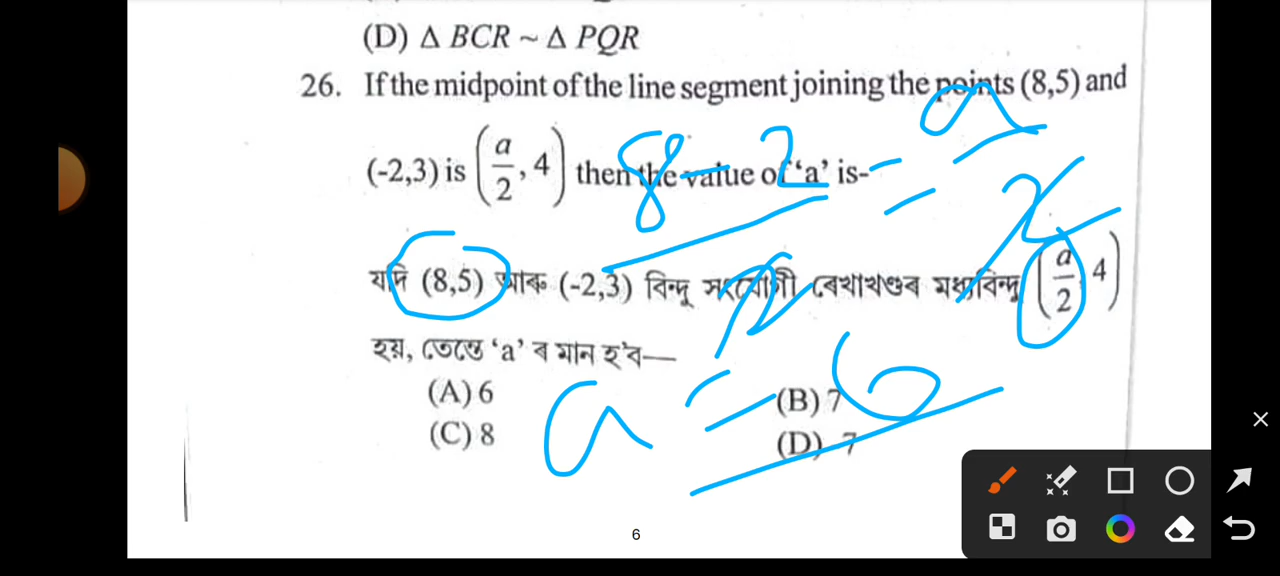 (D) Δ BCR ~ Δ PQR
26. If the midpoint of the line segment joining the points (8,5) and
(-2,3) is (a/2, 4) then the value of 'a' is-
8-2 = a
2 2
যদি (8,5) আৰু (-2,3) বিন্দু সংযোগী ৰেখাখণ্ডৰ মধ্যবিন্দু (a/2, 4)
হয়, তেন্তে 'a' ৰ মান হ'ব—
a = 6
(A) 6 (B) 7
(C) 8 (D) -7
6